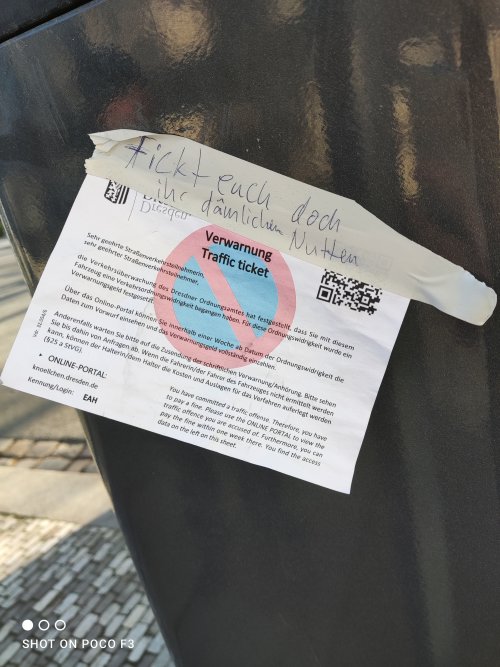 Fickt euch doch
ihr dämlichen Nutten
Dresden
Verwarnung
Traffic ticket
Sehr geehrte Straßenverkehrsteilnehmerin,
sehr geehrter Straßenverkehrsteilnehmer,
die Verkehrsüberwachung des Dresdner Ordnungsamtes hat festgestellt, dass Sie mit diesem
Fahrzeug eine Verkehrsordnungswidrigkeit begangen haben. Für diese Ordnungswidrigkeit wurde ein
Verwarnungsgeld festgesetzt.
Über das Online-Portal können Sie innerhalb einer Woche ab Datum der Ordnungswidrigkeit die
Daten zum Vorwurf einsehen und das Verwarnungsgeld vollständig einzahlen.
Anderenfalls warten Sie bitte auf die Zusendung der schriftlichen Verwarnung/Anhörung. Bitte sehen
Sie bis dahin von Anfragen ab. Wenn die Fahrerin/der Fahrer des Fahrzeuges nicht ermittelt werden
kann, können der Halterin/dem Halter die Kosten und Auslagen für das Verfahren auferlegt werden
(§25 a StVG).
▸ ONLINE-PORTAL:
knoellchen.dresden.de
Kennung/Login: EAH
You have committed a traffic offense. Therefore, you have
to pay a fine. Please use the ONLINE PORTAL to view the
traffic offence you are accused of. Furthermore, you can
pay the fine within one week there. You find the access
data on the left on this sheet.
SHOT ON POCO F3